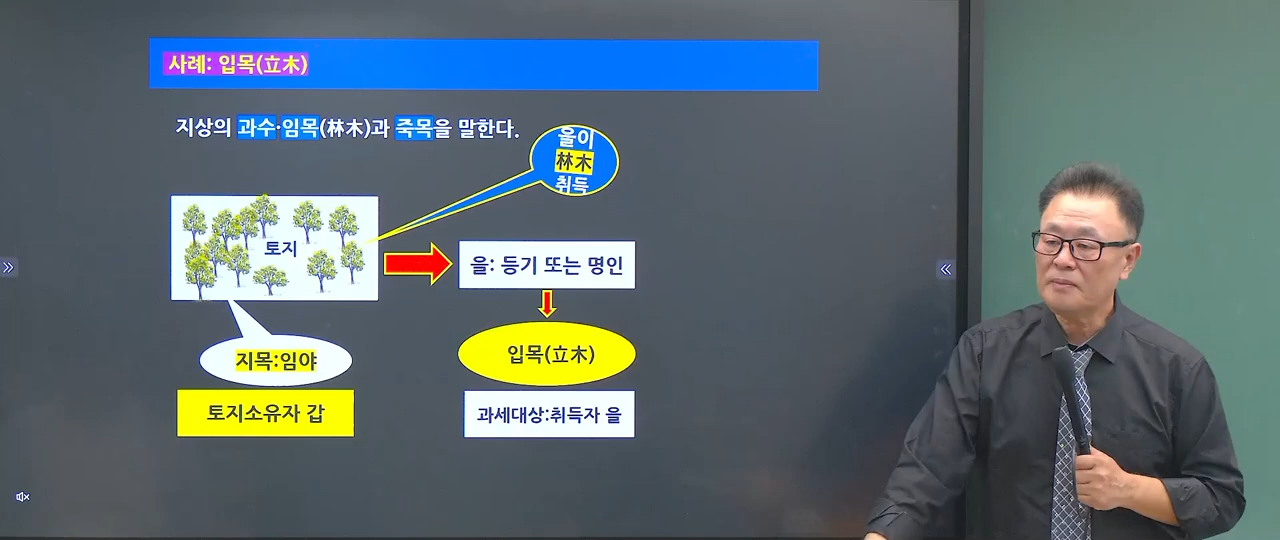 사례: 입목(立木)
지상의 과수·임목(林木)과 죽목을 말한다.
을이
林木
취득
토지
을: 등기 또는 명인
지목:임야
입목(立木)
토지소유자 갑
과세대상:취득자 을